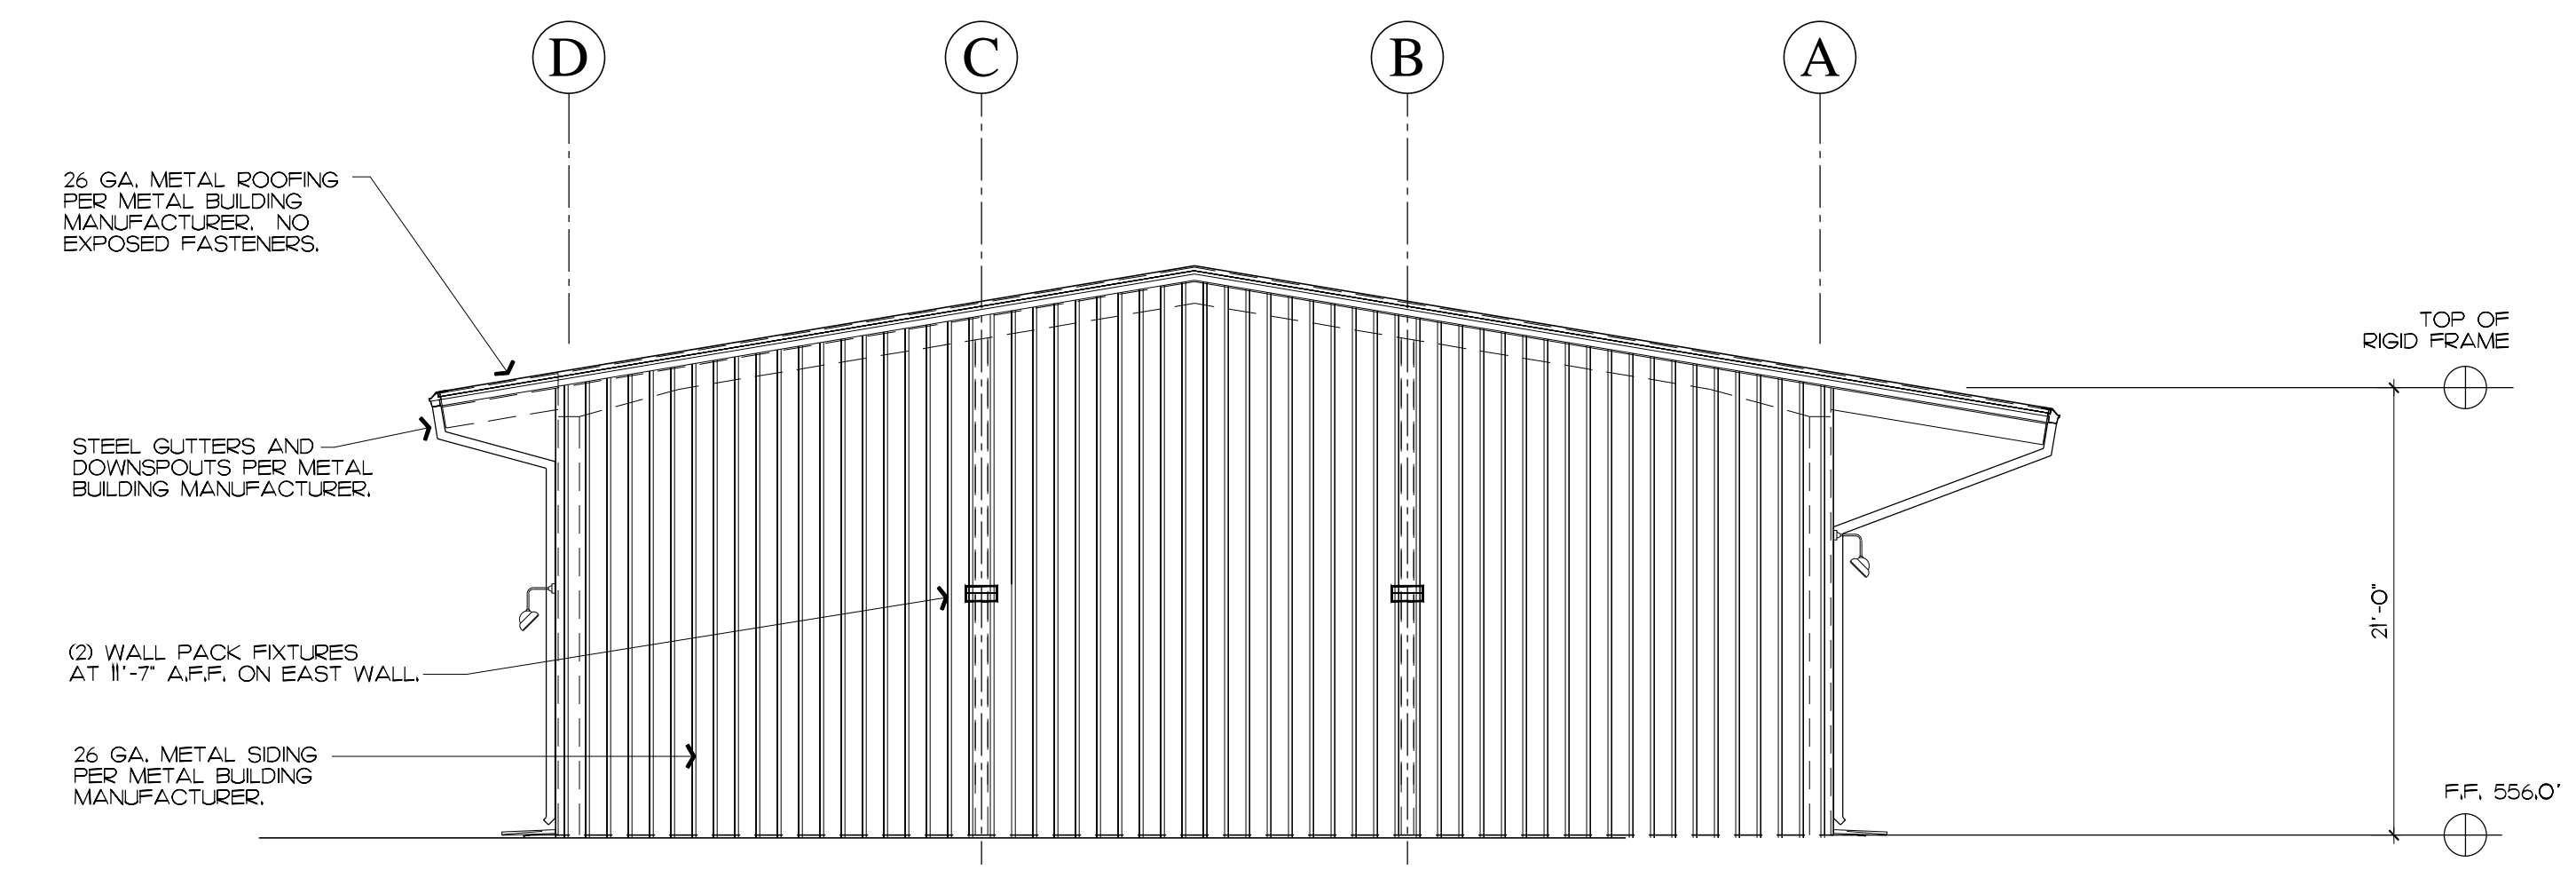 D C B A
26 GA. METAL ROOFING
PER METAL BUILDING
MANUFACTURER. NO
EXPOSED FASTENERS.
TOP OF
RIGID FRAME
STEEL GUTTERS AND
DOWNSPOUTS PER METAL
BUILDING MANUFACTURER.
21'-0"
(2) WALL PACK FIXTURES
AT 11'-7" A.F.F. ON EAST WALL.
26 GA. METAL SIDING
PER METAL BUILDING
MANUFACTURER.
F.F. 556.0'